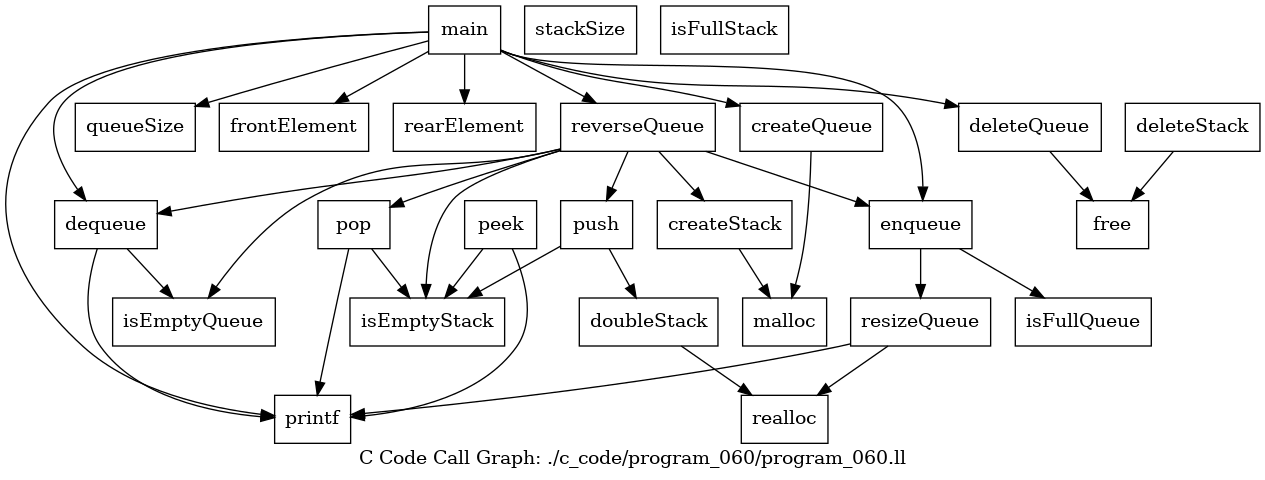 main
stackSize
isFullStack
queueSize
frontElement
rearElement
reverseQueue
createQueue
deleteQueue
deleteStack
dequeue
pop
peek
push
createStack
enqueue
free
isEmptyQueue
isEmptyStack
doubleStack
malloc
resizeQueue
isFullQueue
printf
realloc
C Code Call Graph: ./c_code/program_060/program_060.ll